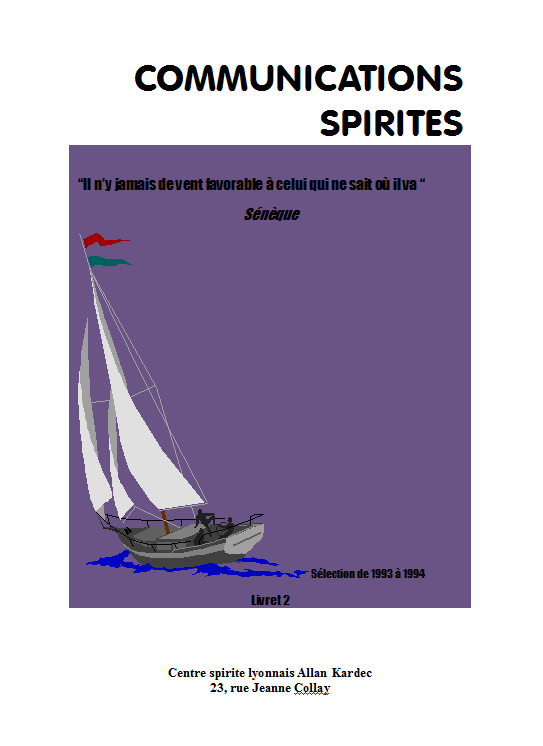 COMMUNICATIONS
SPIRITES
“Il n’y jamais de vent favorable à celui qui ne sait où il va “
Sénèque
Sélection de 1993 à 1994
Livret 2
Centre spirite lyonnais Allan Kardec
23, rue Jeanne Collay